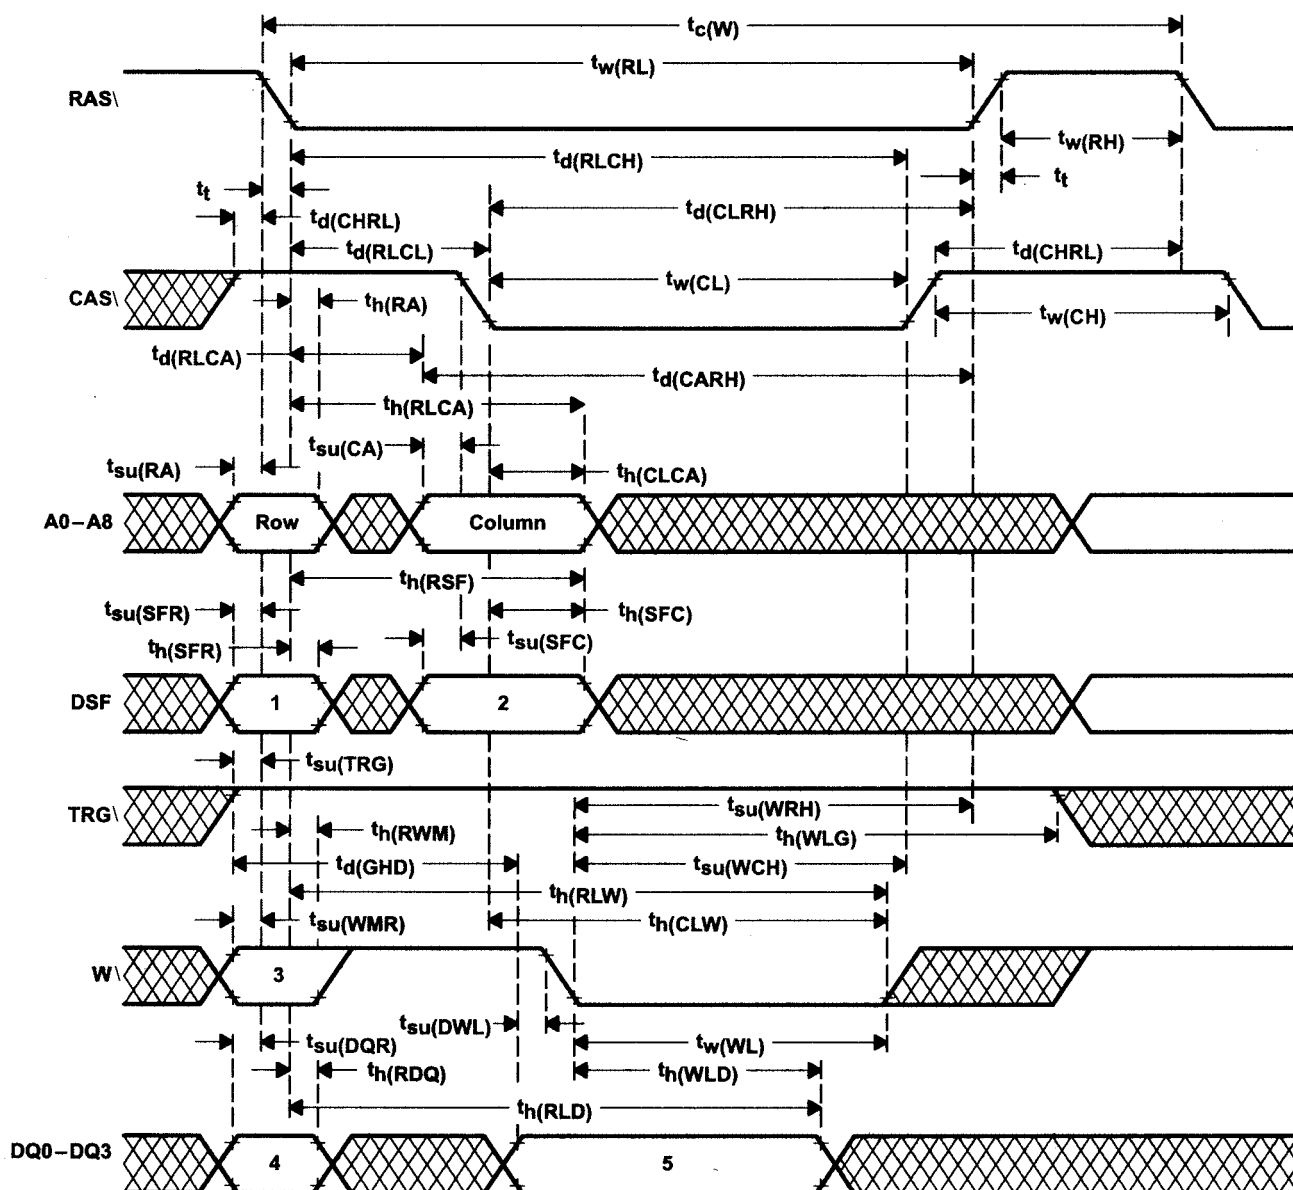 tc(W)
tw(RL)
RAS\
tw(RH)
td(RLCH)
tt
tt
td(CLRH)
td(CHRL)
td(RLCL)
td(CHRL)
tw(CL)
CAS\
th(RA)
tw(CH)
td(RLCA)
td(CARH)
th(RLCA)
tsu(CA)
tsu(RA)
th(CLCA)
A0–A8
Row
Column
th(RSF)
tsu(SFR)
th(SFC)
th(SFR)
tsu(SFC)
DSF
1
2
tsu(TRG)
TRG\
tsu(WRH)
th(RWM)
th(WLG)
td(GHD)
tsu(WCH)
th(RLW)
tsu(WMR)
th(CLW)
W\
3
tsu(DWL)
tsu(DQR)
tw(WL)
th(RDQ)
th(WLD)
th(RLD)
DQ0–DQ3
4
5